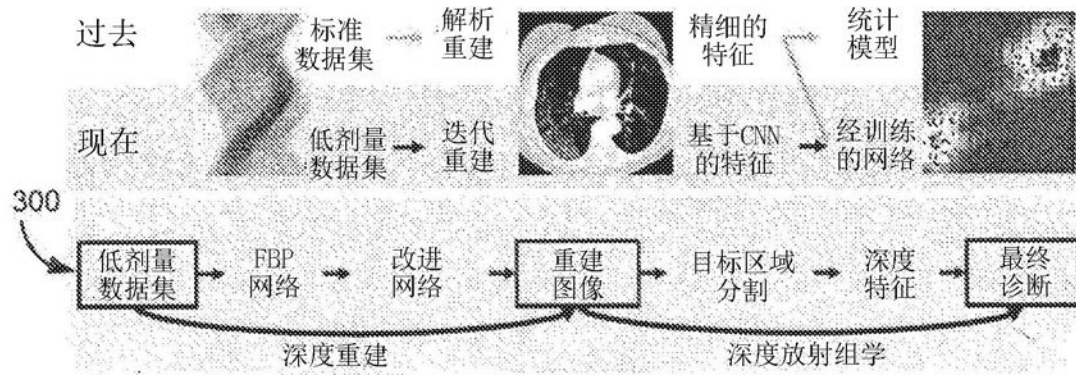 过去
标准
数据集
解析
重建
精细的
特征
统计
模型
现在
低剂量
数据集
迭代
重建
基于CNN
的特征
经训练
的网络
300
低剂量
数据集
FBP
网络
改进
网络
重建
图像
目标区域
分割
深度
特征
最终
诊断
深度重建
深度放射组学